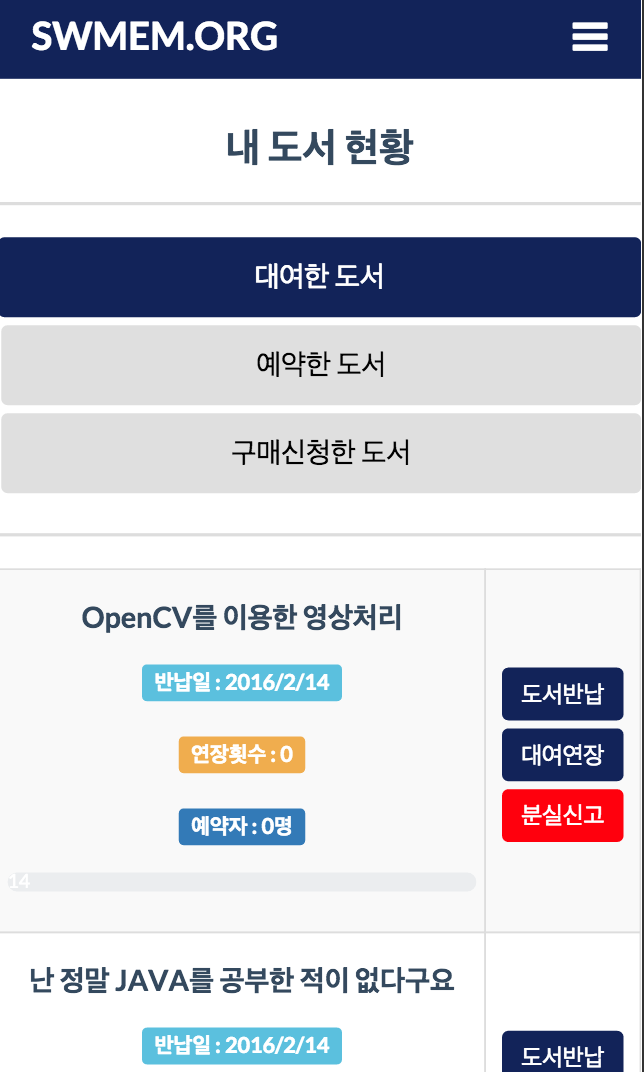 SWMEM.ORG
내 도서 현황
대여한 도서
예약한 도서
구매신청한 도서
OpenCV를 이용한 영상처리
반납일 : 2016/2/14
연장횟수 : 0
예약자 : 0명
14
도서반납
대여연장
분실신고
난 정말 JAVA를 공부한 적이 없다구요
반납일 : 2016/2/14
도서반납